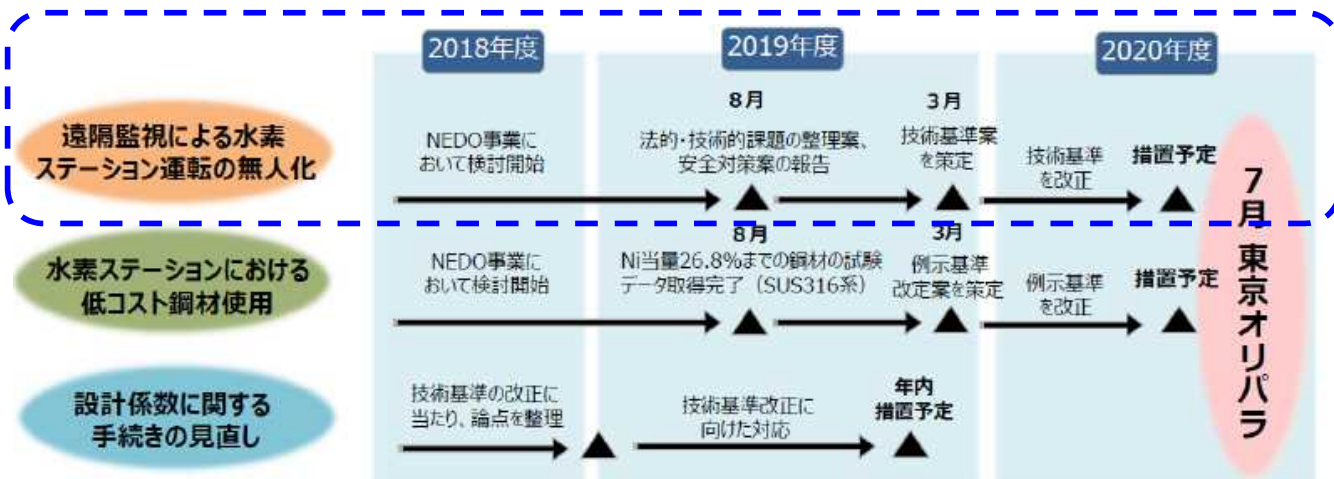 2018年度
2019年度
2020年度
遠隔監視による水素
ステーション運転の無人化
NEDO事業に
おいて検討開始
8月
法的・技術的課題の整理案、
安全対策案の報告
3月
技術基準案
を策定
技術基準
を改正
措置予定
水素ステーションにおける
低コスト鋼材使用
NEDO事業に
おいて検討開始
8月
Ni当量26.8%までの鋼材の試験
データ取得完了（SUS316系）
3月
例示基準
改定案を策定
例示基準
を改正
措置予定
設計係数に関する
手続きの見直し
技術基準の改正に
当たり、論点を整理
技術基準改正に
向けた対応
年内
措置予定
7月 東京オリパラ